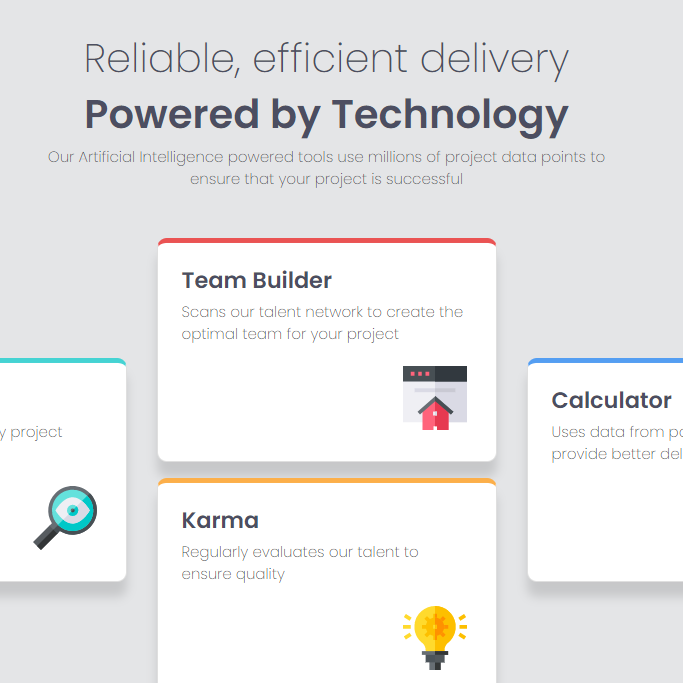 Reliable, efficient delivery
Powered by Technology
Our Artificial Intelligence powered tools use millions of project data points to
ensure that your project is successful
Team Builder
Scans our talent network to create the
optimal team for your project
project
Karma
Regularly evaluates our talent to
ensure quality
Calculator
Uses data from
provide better